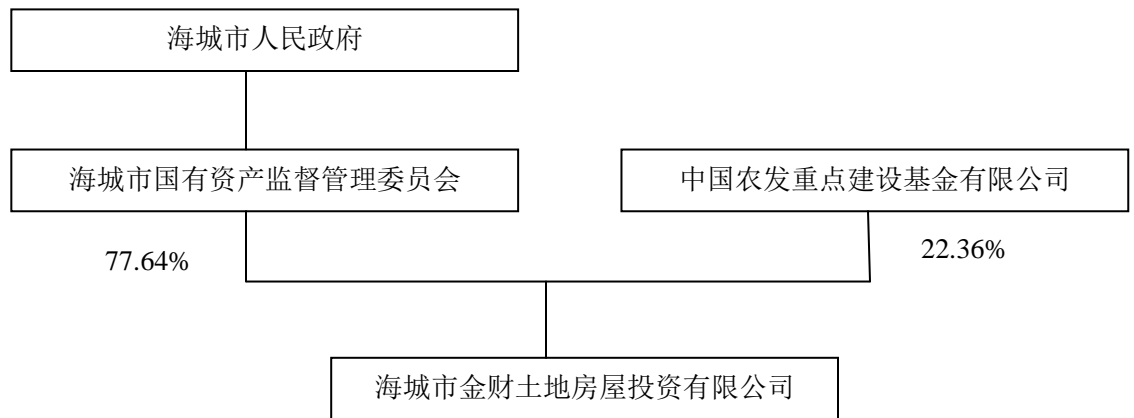 海城市人民政府
海城市国有资产监督管理委员会
中国农发重点建设基金有限公司
77.64%
22.36%
海城市金财土地房屋投资有限公司